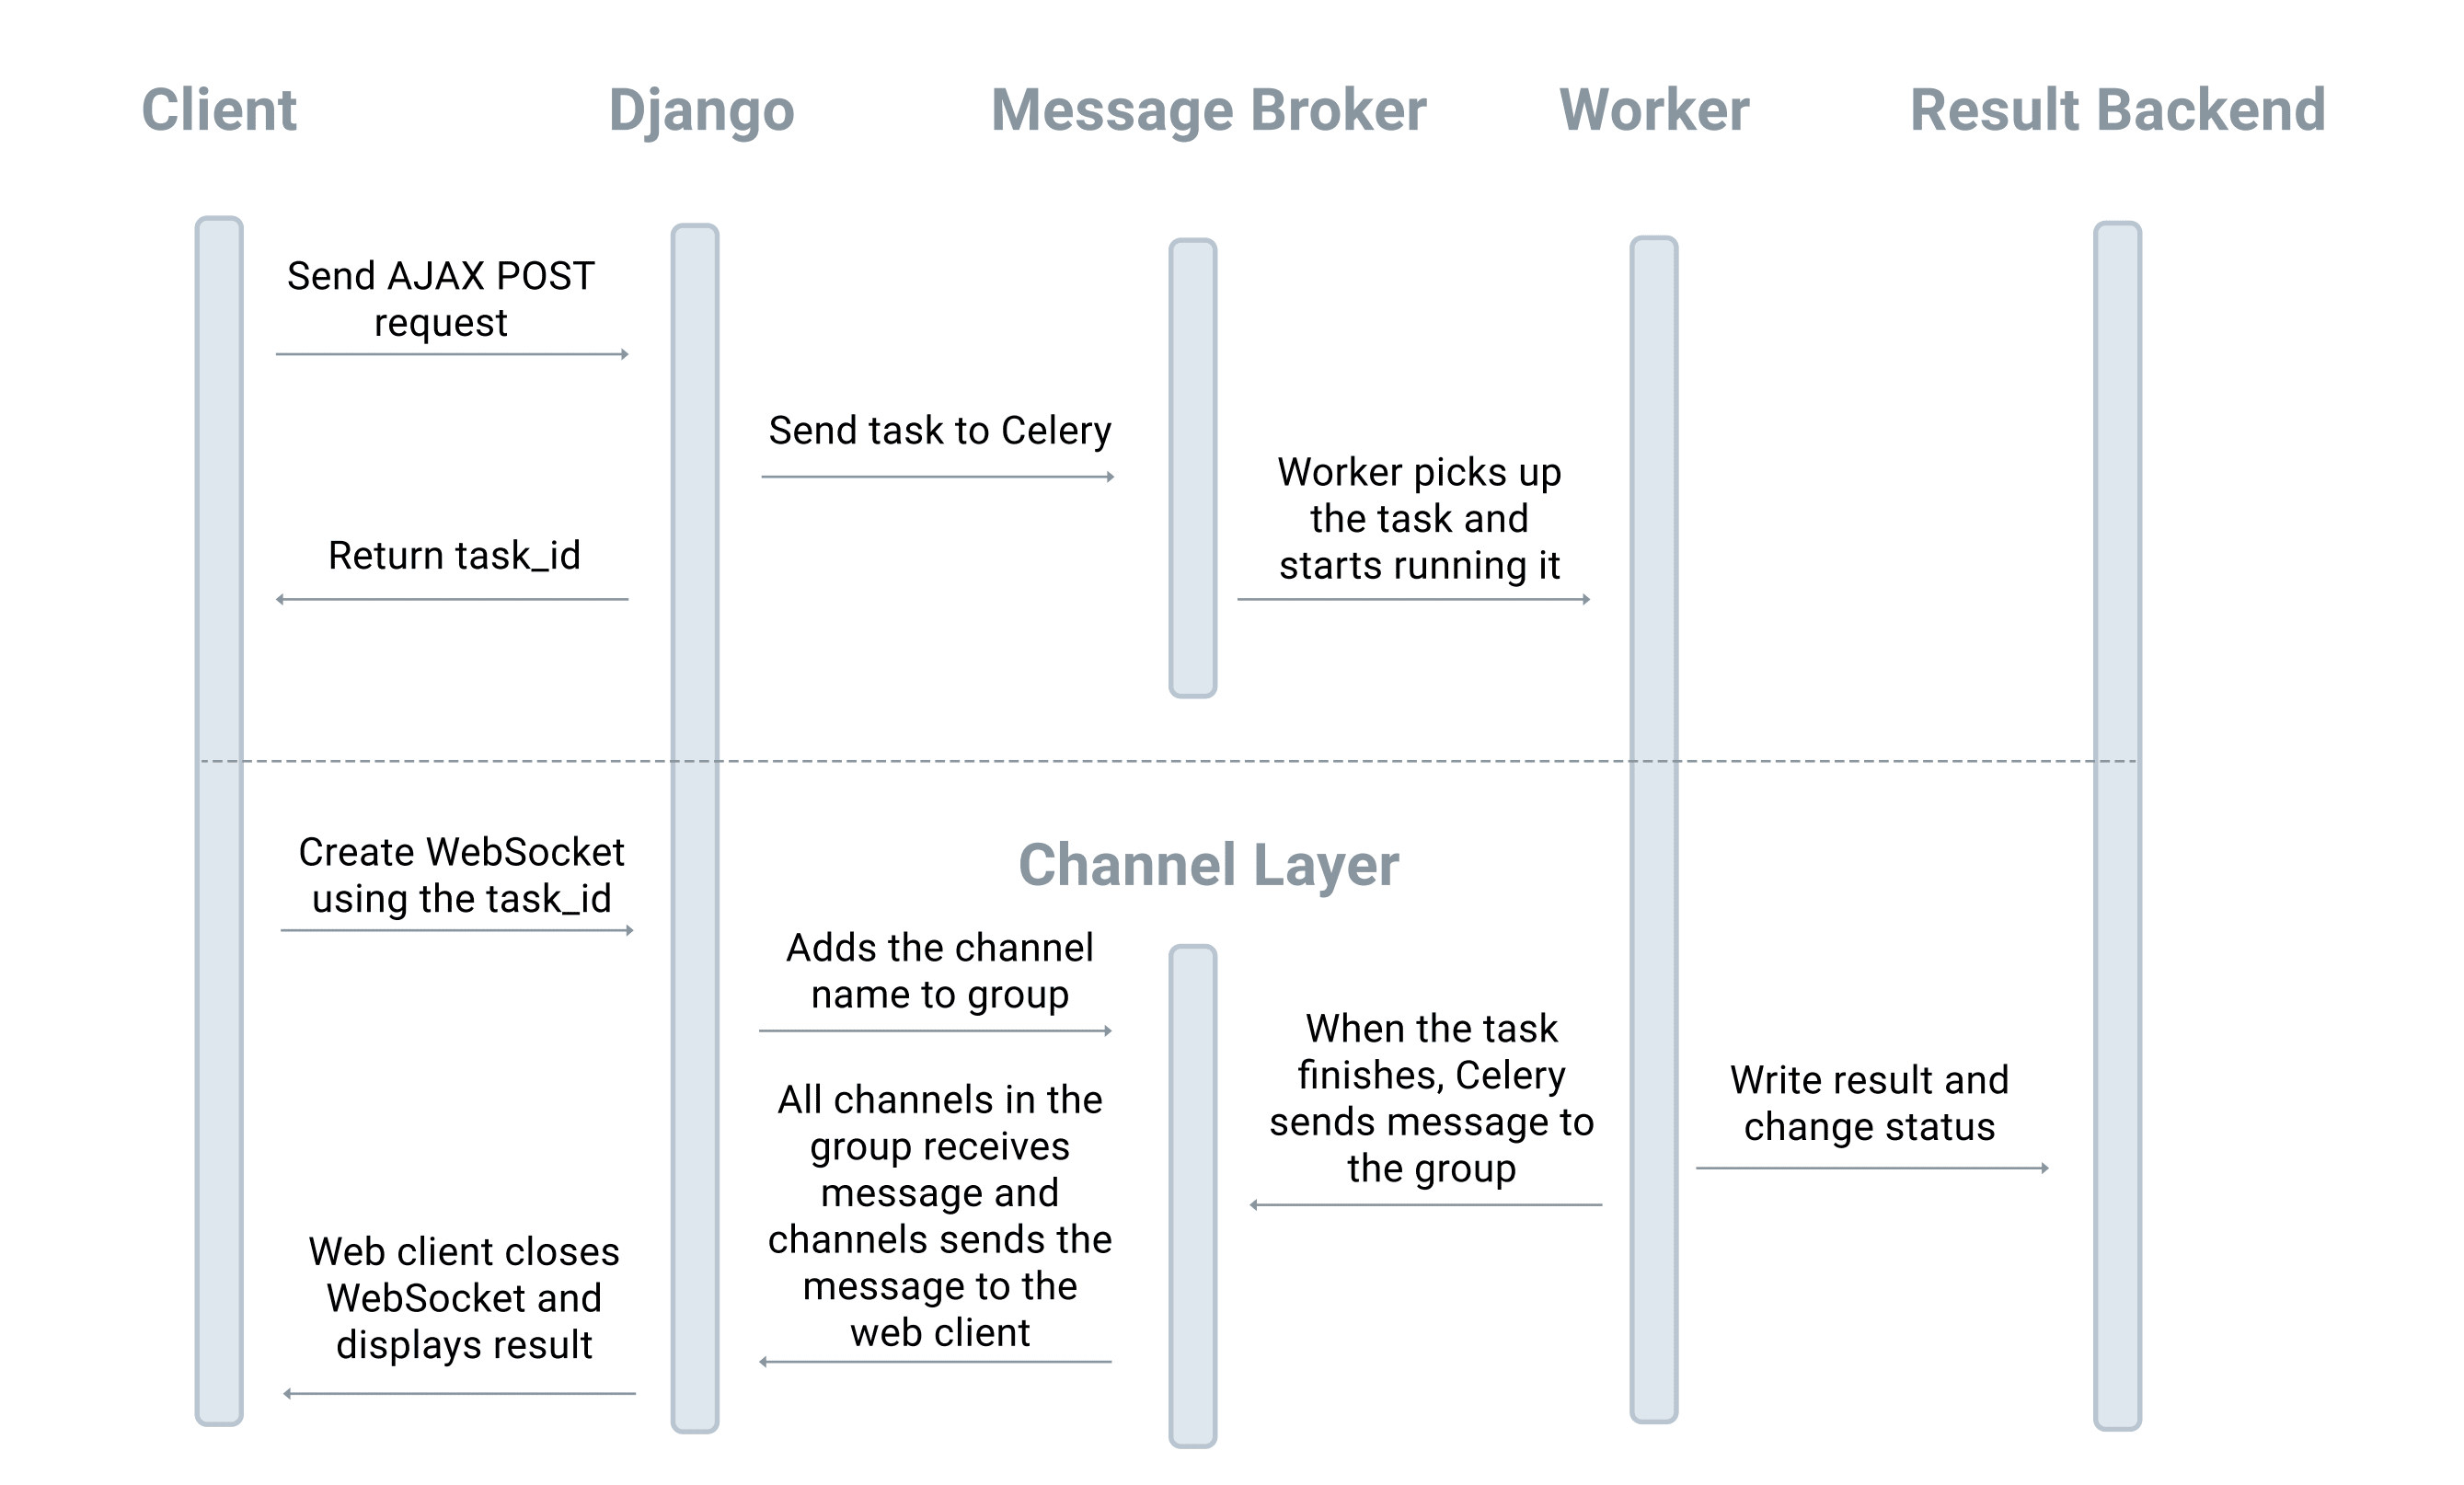 Client
Django
Message Broker
Worker
Result Backend
Send AJAX POST
request
Send task to Celery
Worker picks up
the task and
starts running it
Return task_id
Create WebSocket
using the task_id
Channel Layer
Adds the channel
name to group
When the task
finishes, Celery
sends message to
the group
Write result and
change status
All channels in the
group receives
message and
channels sends the
message to the
web client
Web client closes
WebSocket and
displays result